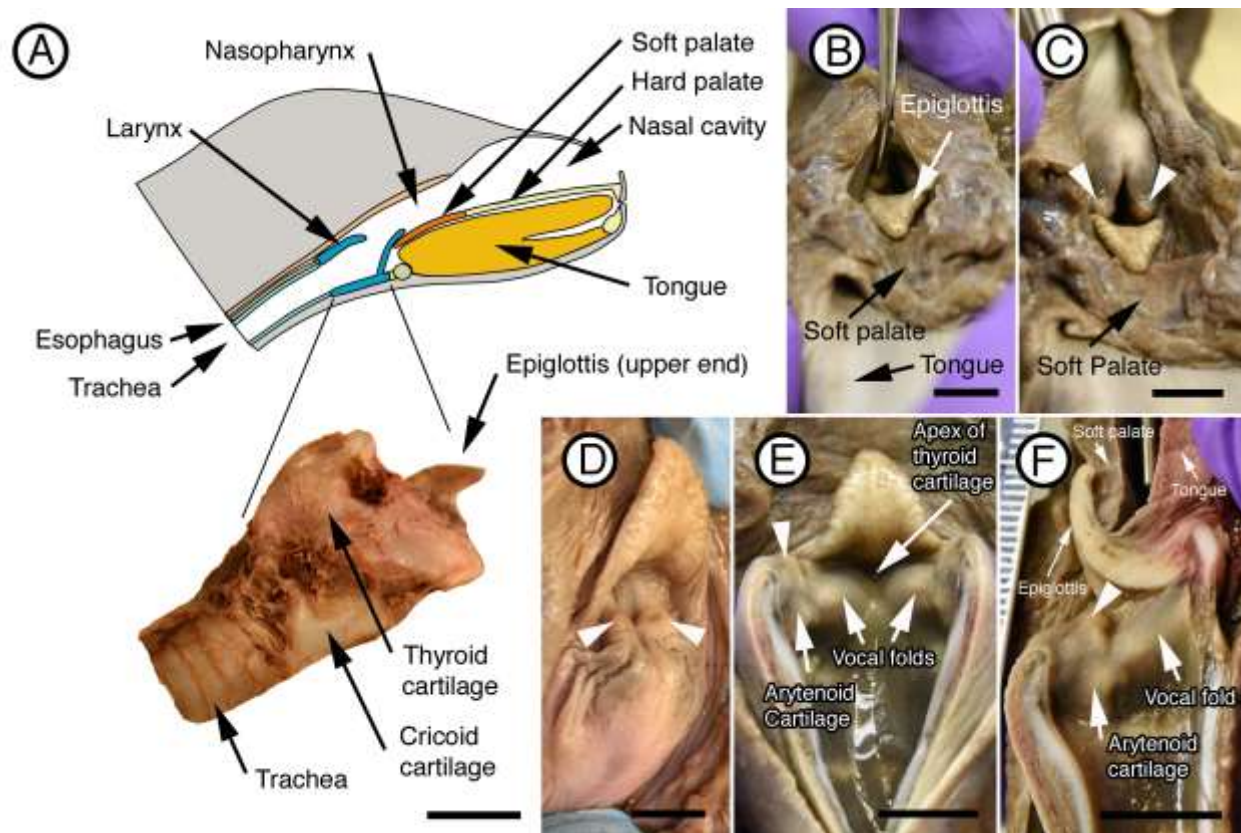 A
Nasopharynx
Larynx
Soft palate
Hard palate
Nasal cavity
Tongue
Esophagus
Trachea
Epiglottis (upper end)
Thyroid
cartilage
Cricoid
cartilage
Trachea
B
Epiglottis
Soft palate
Tongue
C
Soft Palate
D
E
Apex of
thyroid
cartilage
Vocal folds
Arytenoid
Cartilage
F
Soft palate
Tongue
Epiglottis
Vocal fold
Arytenoid
cartilage